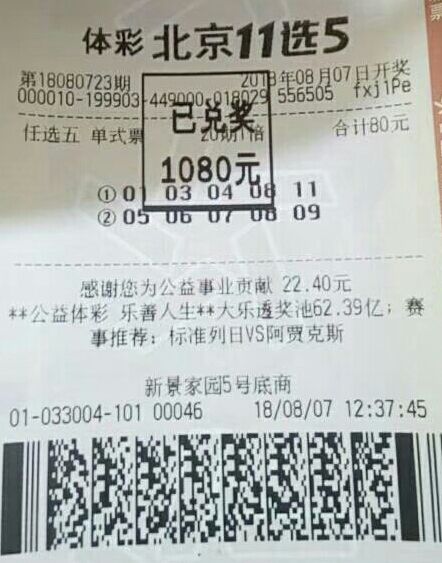 体彩 北京11选5
第18080723期 2018年08月07日开奖
000010-199903-449000-018029 556505 fxj1Pe
任选五 单式票 20期1倍 合计80元
已兑奖
1080元
① 01 03 04 08 11
② 05 06 07 08 09
感谢您为公益事业贡献 22.40元
**公益体彩 乐善人生**大乐透奖池62.39亿；赛
事推荐：标准列日VS阿贾克斯
新景家园5号底商
01-033004-101 00046 18/08/07 12:37:45